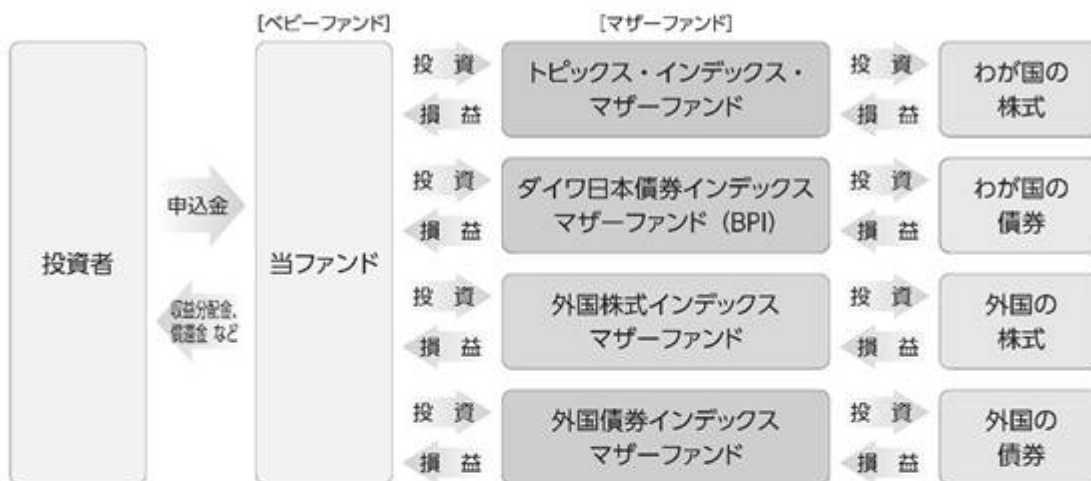 [ベビーファンド]
[マザーファンド]
投資者
申込金
収益分配金、
償還金 など
当ファンド
投 資
損 益
トピックス・インデックス・
マザーファンド
投 資
損 益
わが国の
株式
投 資
損 益
ダイワ日本債券インデックス
マザーファンド（BPI）
投 資
損 益
わが国の
債券
投 資
損 益
外国株式インデックス
マザーファンド
投 資
損 益
外国の
株式
投 資
損 益
外国債券インデックス
マザーファンド
投 資
損 益
外国の
債券